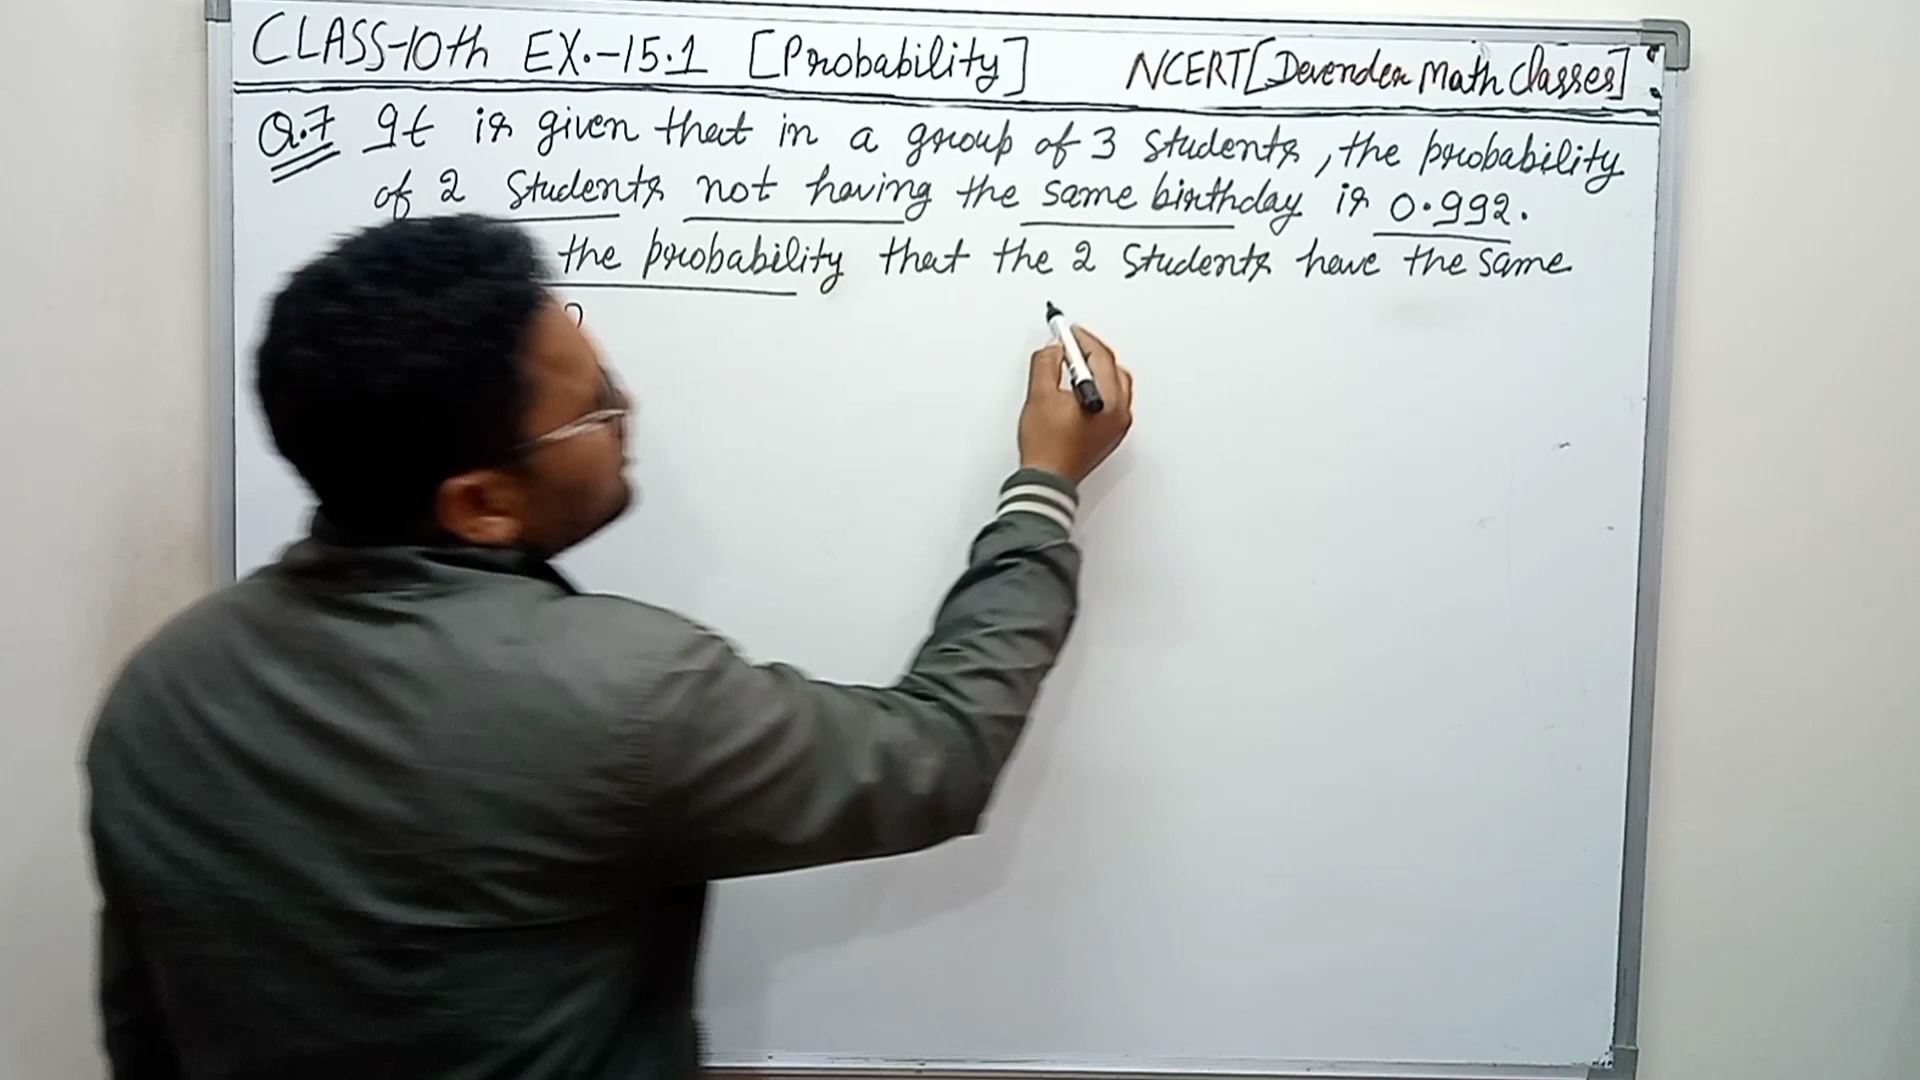 CLASS-10th EX.-15.1 [Probability] NCERT[Devender Math Classes]
Q.7 It is given that in a group of 3 students, the probability
of 2 students not having the same birthday is 0.992.
the probability that the 2 students have the same
?